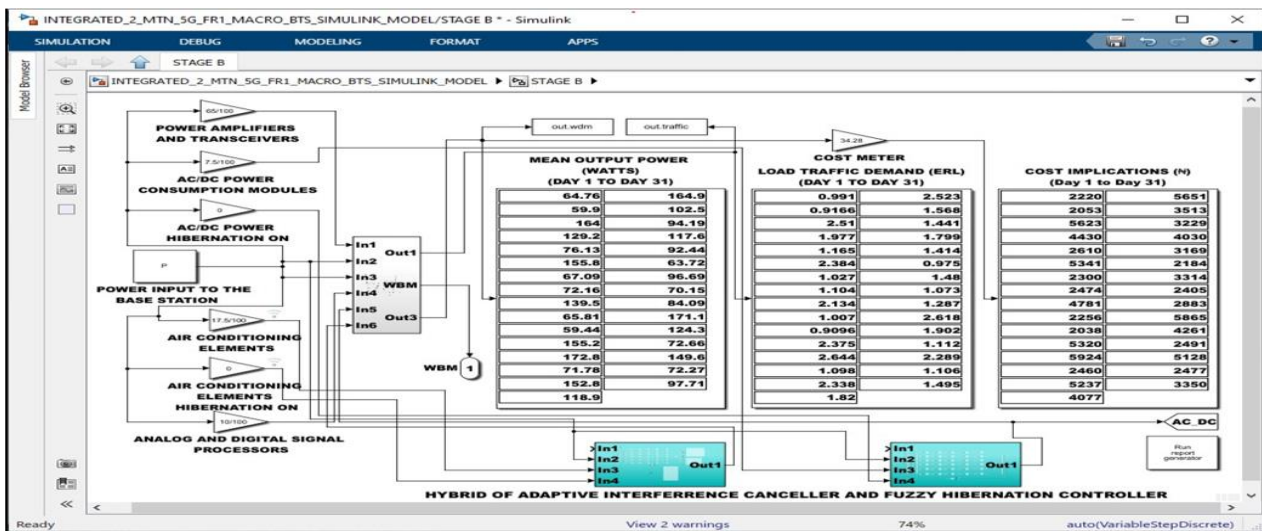 INTEGRATED_2_MTN_5G_FR1_MACRO_BTS_SIMULINK_MODEL/STAGE B * - Simulink
SIMULATION DEBUG MODELING FORMAT APPS
Model Browser
STAGE B
INTEGRATED_2_MTN_5G_FR1_MACRO_BTS_SIMULINK_MODEL STAGE B
65/100
POWER AMPLIFIERS
AND TRANSCEIVERS
7.5/100
AC/DC POWER
CONSUMPTION MODULES
0
AC/DC POWER
HIBERNATION ON
P
POWER INPUT TO THE
BASE STATION
17.5/100
AIR CONDITIONING
ELEMENTS
0
AIR CONDITIONING
ELEMENTS
HIBERNATION ON
10/100
ANALOG AND DIGITAL SIGNAL
PROCESSORS
In1
In2
In3
In4
In5
In6
Out1
WBM
Out3
WBM 1
out.wdm
out.traffic
34.28
COST METER
MEAN OUTPUT POWER
(WATTS)
(DAY 1 TO DAY 31)
64.76 164.9
59.9 102.5
164 94.19
129.2 117.6
76.13 92.44
155.8 63.72
67.09 96.69
72.16 70.15
139.5 84.09
65.81 171.1
59.44 124.3
155.2 72.66
172.8 149.6
71.78 72.27
152.8 97.71
118.9
LOAD TRAFFIC DEMAND (ERL)
(DAY 1 TO DAY 31)
0.991 2.523
0.9166 1.568
2.51 1.441
1.977 1.799
1.165 1.414
2.384 0.975
1.027 1.48
1.104 1.073
2.134 1.287
1.007 2.618
0.9096 1.902
2.375 1.112
2.644 2.289
1.098 1.106
2.338 1.495
1.82
COST IMPLICATIONS (₦)
(Day 1 to Day 31)
2220 5651
2053 3513
5623 3229
4430 4030
2610 3169
5341 2184
2300 3314
2474 2405
4781 2883
2256 5865
2038 4261
5320 2491
5924 5128
2460 2477
5237 3350
4077
AC_DC
Run
report
generator
In1
In2
In3
In4
Out1
In1
In2
In3
In4
Out1
HYBRID OF ADAPTIVE INTERFERRENCE CANCELLER AND FUZZY HIBERNATION CONTROLLER
Ready View 2 warnings 74% auto(VariableStepDiscrete)